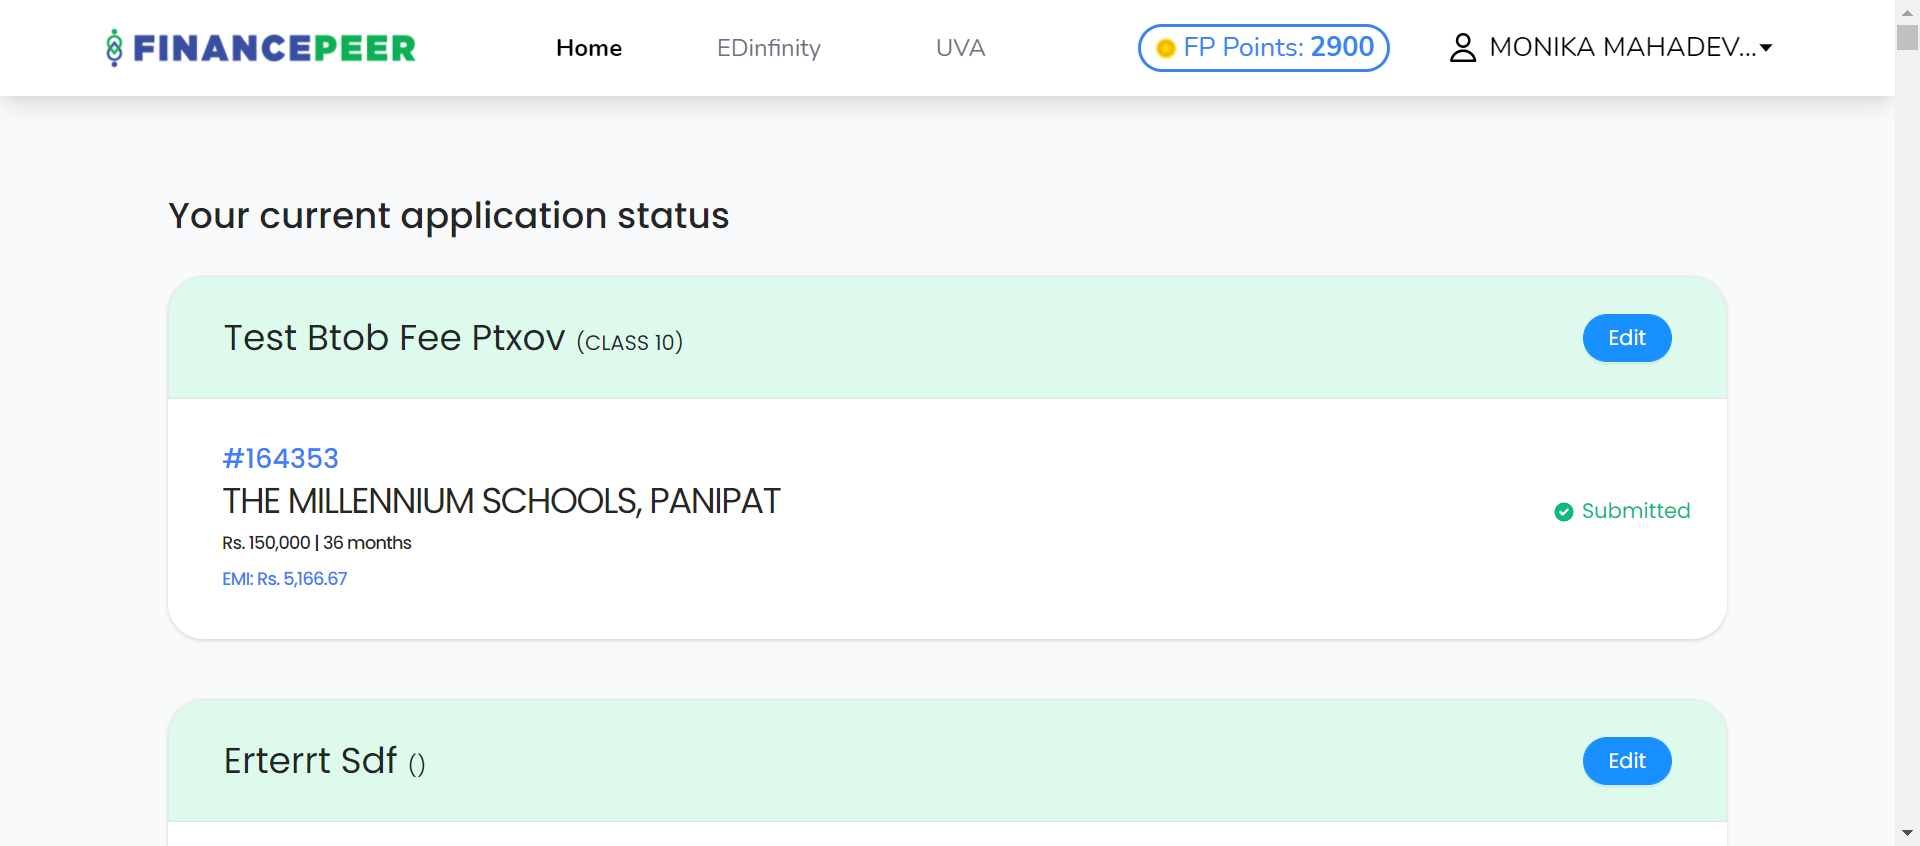 FINANCEPEER
Home
EDinfinity
UVA
FP Points: 2900
MONIKA MAHADEV...
Your current application status
Test Btob Fee Ptxov (CLASS 10)
Edit
#164353
THE MILLENNIUM SCHOOLS, PANIPAT
Rs. 150,000 | 36 months
EMI: Rs. 5,166.67
Submitted
Erterrt Sdf ()
Edit